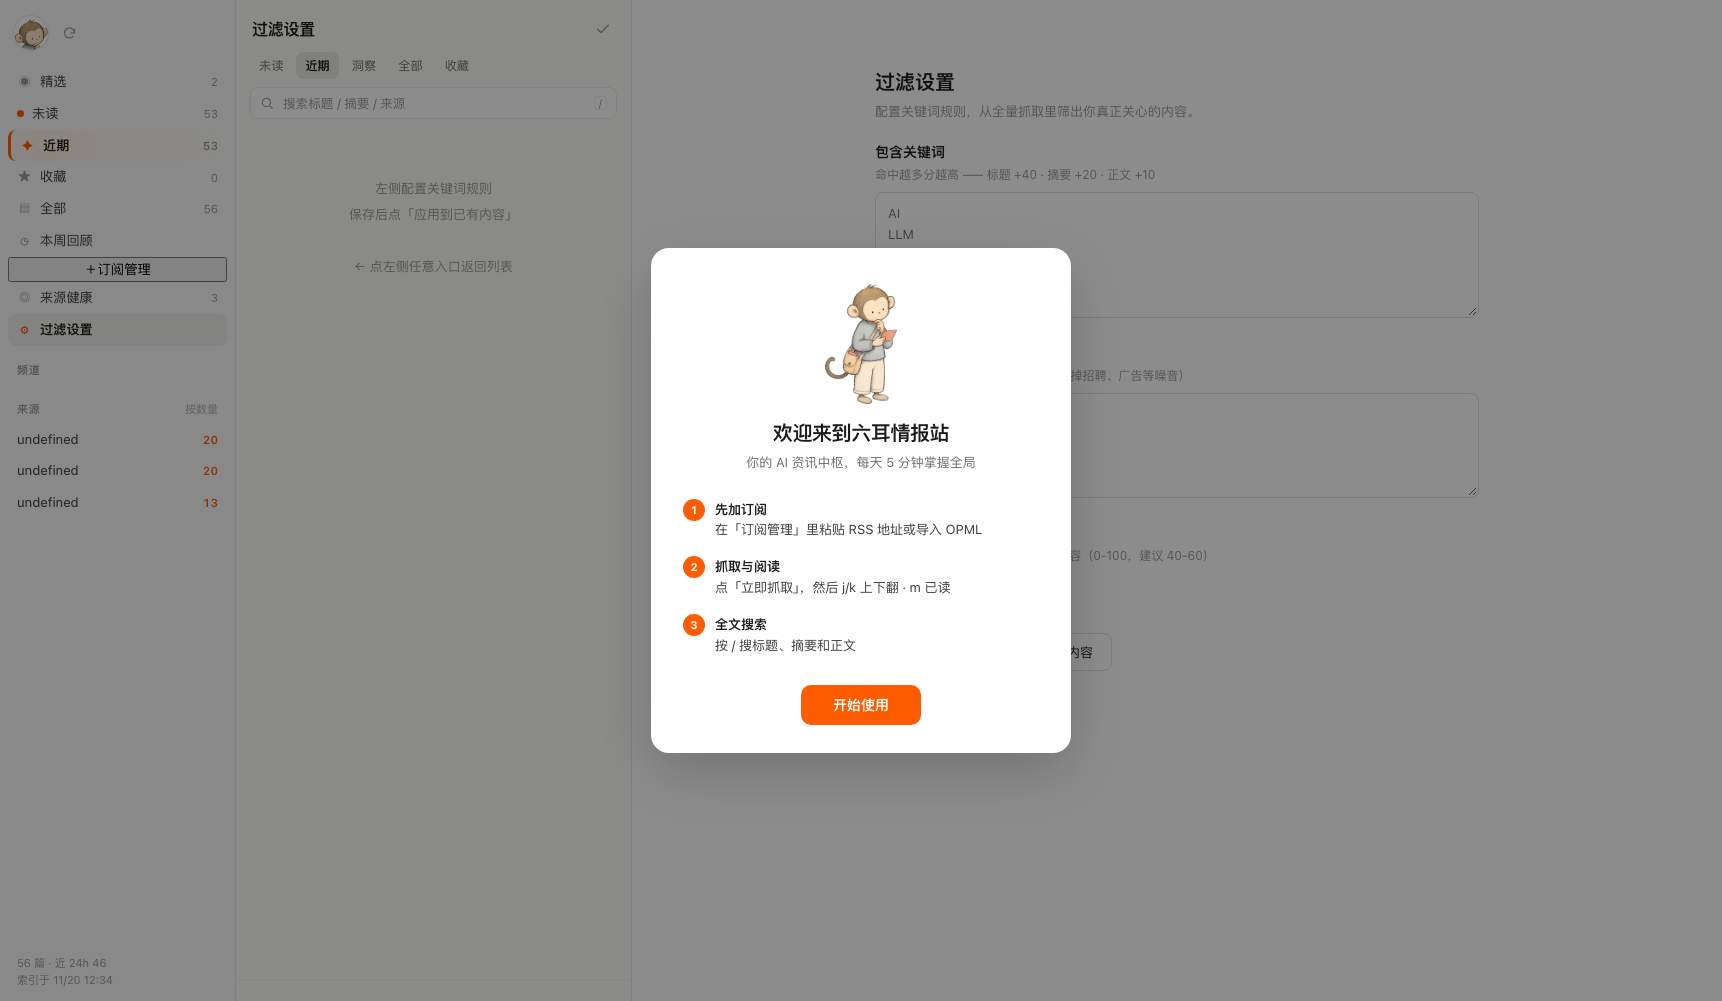 精选 2
未读 53
近期 53
收藏 0
全部 56
本周回顾
+订阅管理
来源健康 3
过滤设置
频道
来源 按数量
undefined 20
undefined 20
undefined 13
56 篇 · 近 24h 46
索引于 11/20 12:34
过滤设置
未读 近期 洞察 全部 收藏
搜索标题 / 摘要 / 来源 /
左侧配置关键词规则
保存后点「应用到已有内容」
← 点左侧任意入口返回列表
过滤设置
配置关键词规则，从全量抓取里筛出你真正关心的内容。
包含关键词
命中越多分越高 —— 标题 +40 · 摘要 +20 · 正文 +10
AI
LLM
掉招聘、广告等噪音）
容（0-100，建议 40-60）
内容
欢迎来到六耳情报站
你的 AI 资讯中枢，每天 5 分钟掌握全局
1 先加订阅
在「订阅管理」里粘贴 RSS 地址或导入 OPML
2 抓取与阅读
点「立即抓取」，然后 j/k 上下翻 · m 已读
3 全文搜索
按 / 搜标题、摘要和正文
开始使用